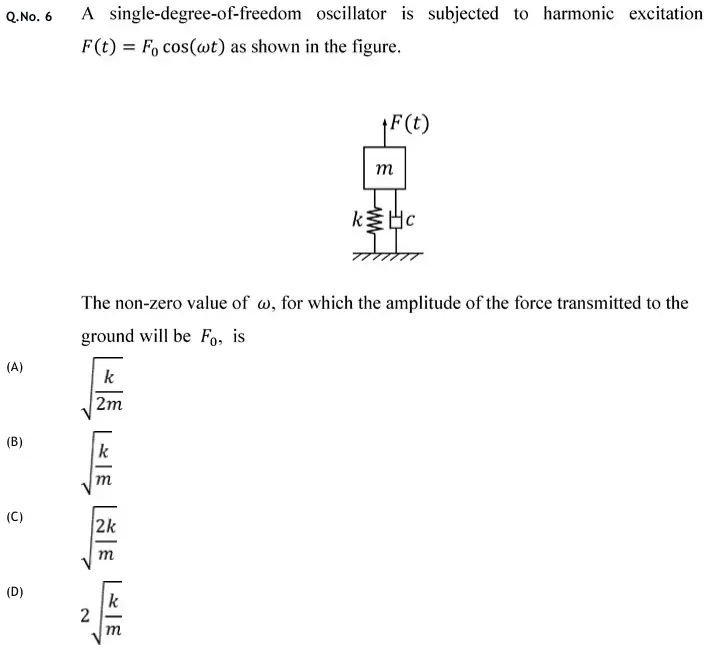 Q.No. 6 A single-degree-of-freedom oscillator is subjected to harmonic excitation
F(t) = F₀ cos(ωt) as shown in the figure.
F(t)
m
k c
The non-zero value of ω, for which the amplitude of the force transmitted to the
ground will be F₀, is
(A) √(k/2m)
(B) √(k/m)
(C) √(2k/m)
(D) 2√(k/m)